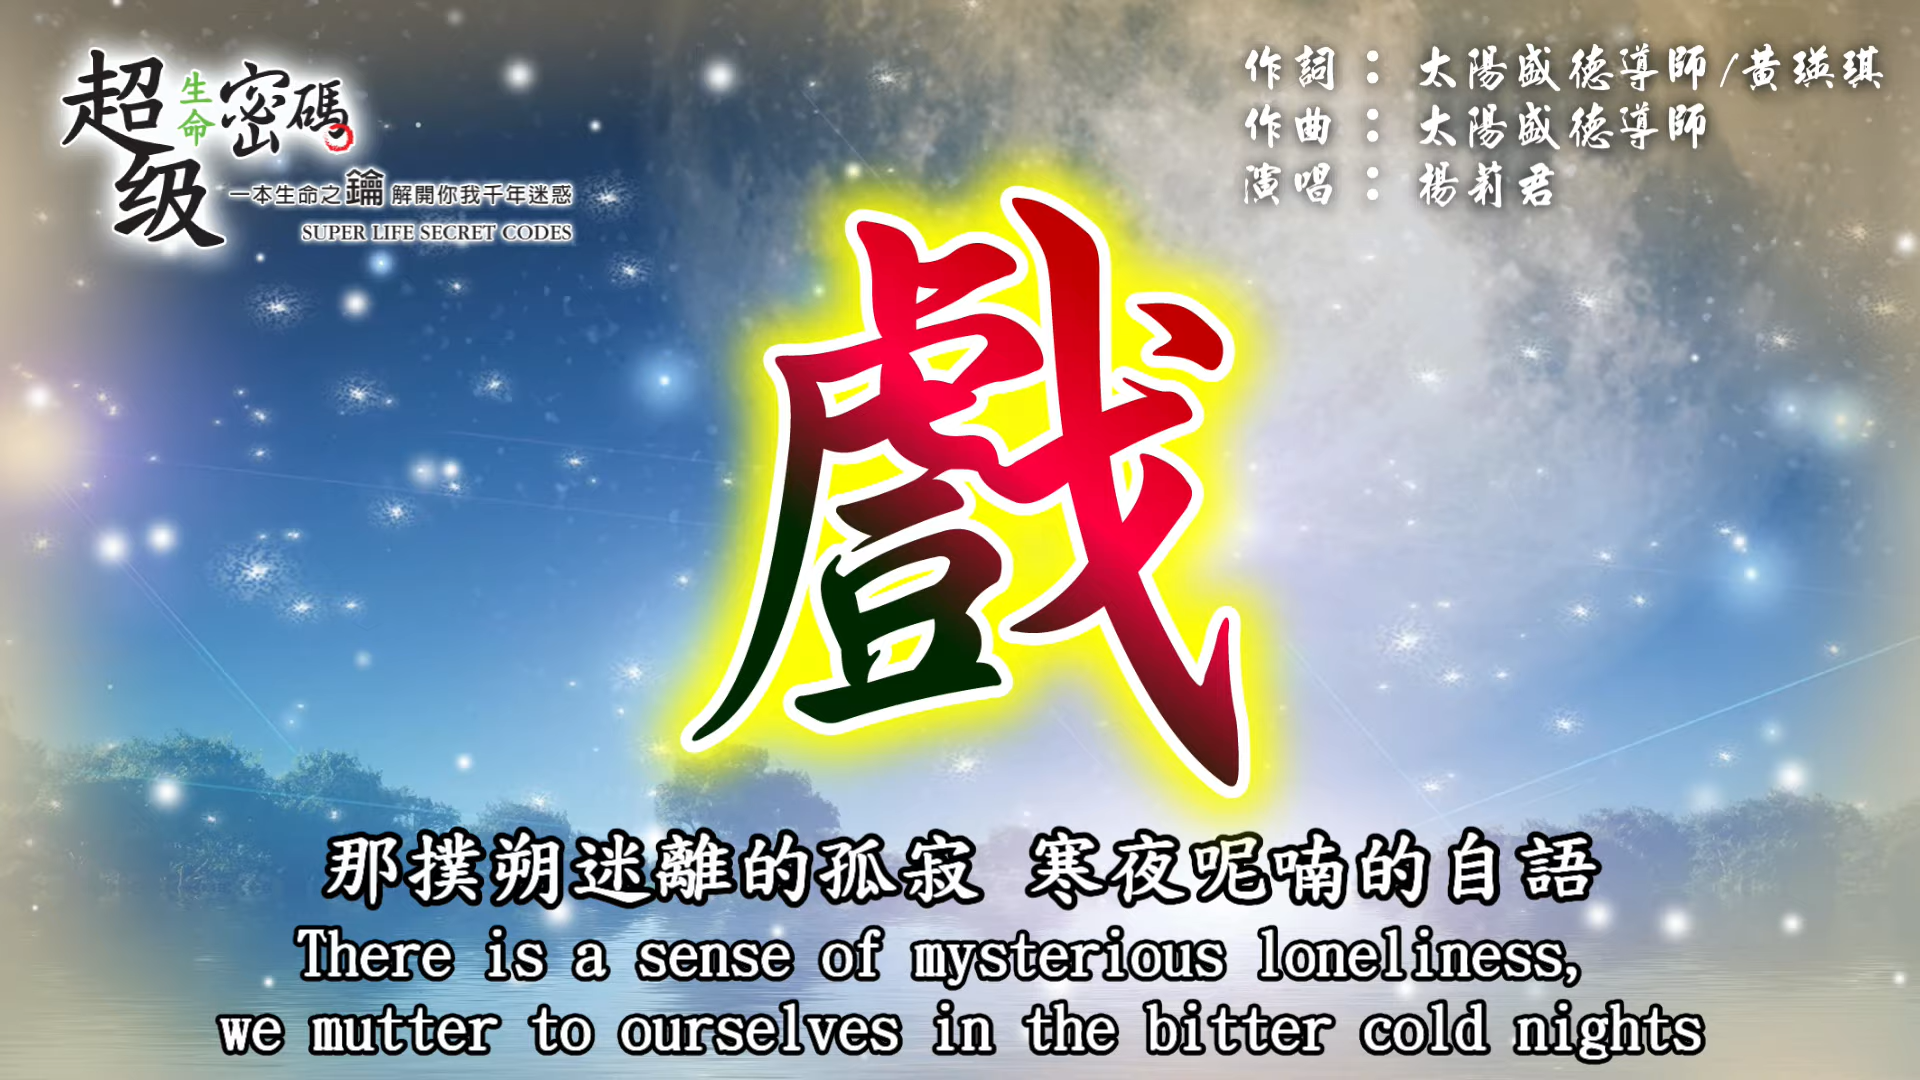 超级生命密碼
一本生命之鑰 解開你我千年迷惑
SUPER LIFE SECRET CODES
作詞 : 太陽盛德導師/黃瑛琪
作曲 : 太陽盛德導師
演唱 : 楊莉君
戲
那撲朔迷離的孤寂 寒夜呢喃的自語
There is a sense of mysterious loneliness,
we mutter to ourselves in the bitter cold nights